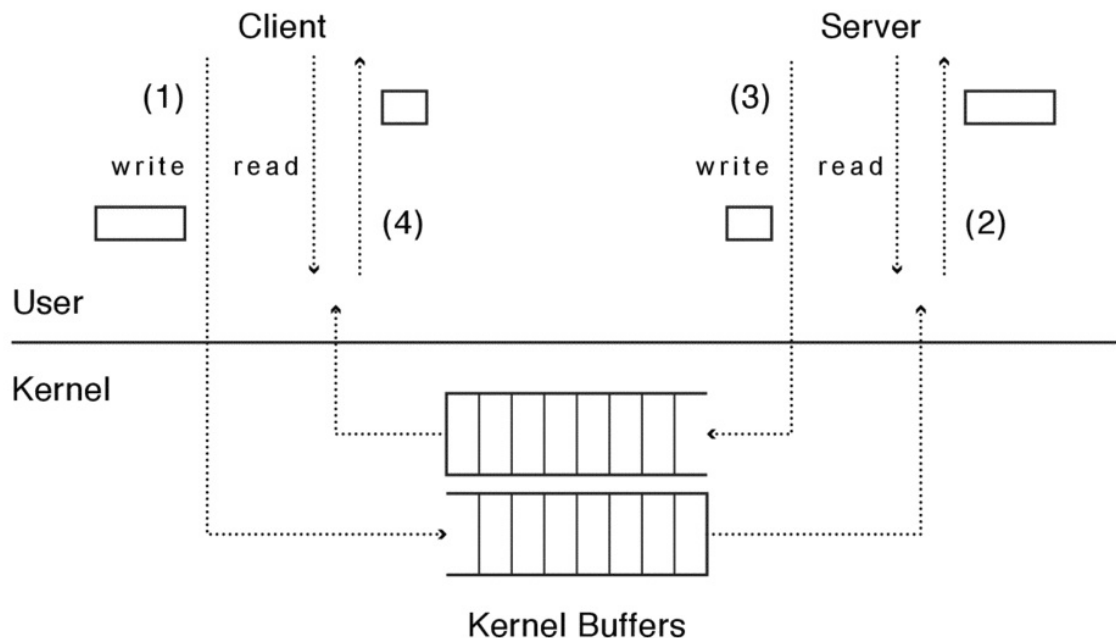 Client
Server
(1)
(3)
write
read
write
read
(4)
(2)
User
Kernel
Kernel Buffers